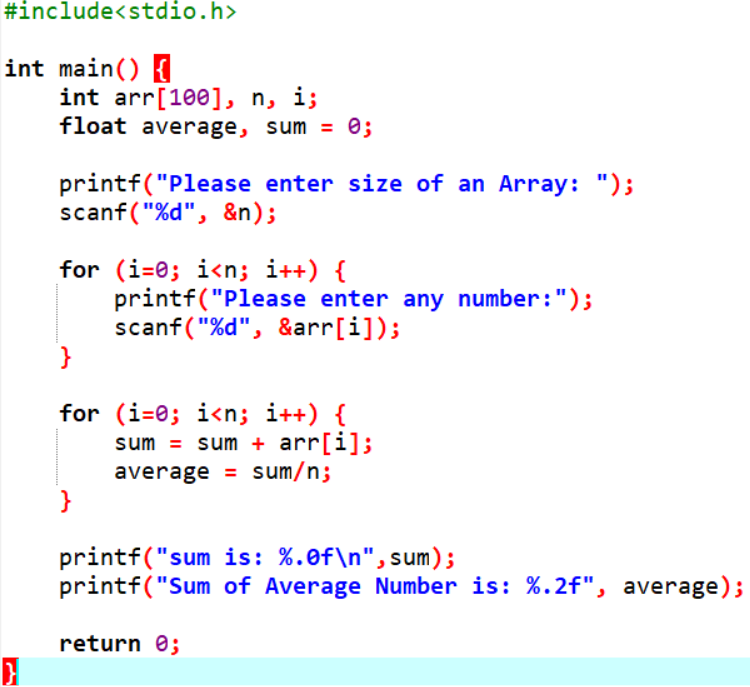 #include<stdio.h>
int main() {
    int arr[100], n, i;
    float average, sum = 0;
    printf("Please enter size of an Array: ");
    scanf("%d", &n);
    for (i=0; i<n; i++) {
        printf("Please enter any number:");
        scanf("%d", &arr[i]);
    }
    for (i=0; i<n; i++) {
        sum = sum + arr[i];
        average = sum/n;
    }
    printf("sum is: %.0f\n",sum);
    printf("Sum of Average Number is: %.2f", average);
    return 0;
}